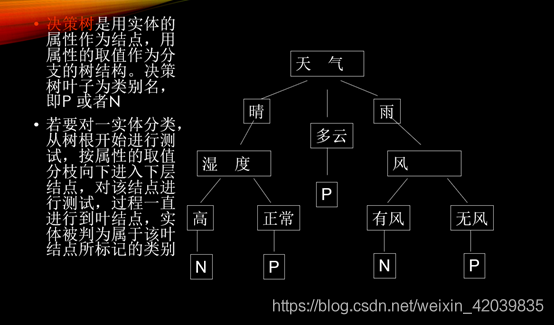 • 决策树是用实体的
属性作为结点，用
属性的取值作为分
支的树结构。决策
树叶子为类别名，
即P 或者N
• 若要对一实体分类，
从树根开始进行测
试，按属性的取值
分枝向下进入下层
结点，对该结点进
行测试，过程一直
进行到叶结点，实
体被判为属于该叶
结点所标记的类别
天 气
晴
多云
雨
湿 度
P
风
高
正常
有风
无风
N
P
N
P
https://blog.csdn.net/weixin_42039835